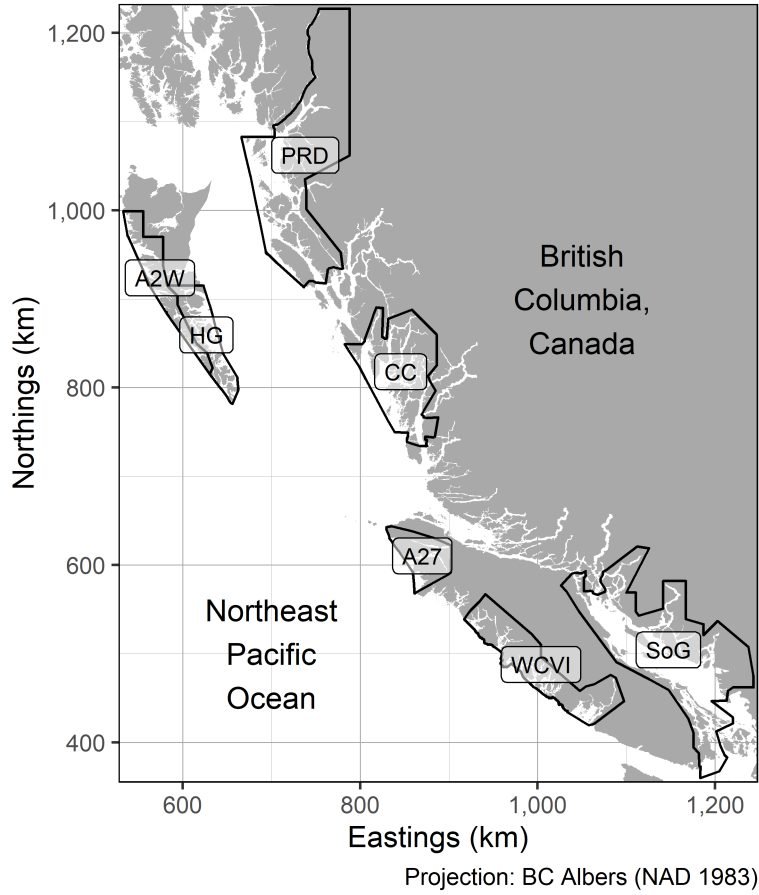 1,200
1,000
800
600
400
Northings (km)
PRD
A2W
HG
CC
A27
WCVI
SoG
British
Columbia,
Canada
Northeast
Pacific
Ocean
600
800
1,000
1,200
Eastings (km)
Projection: BC Albers (NAD 1983)